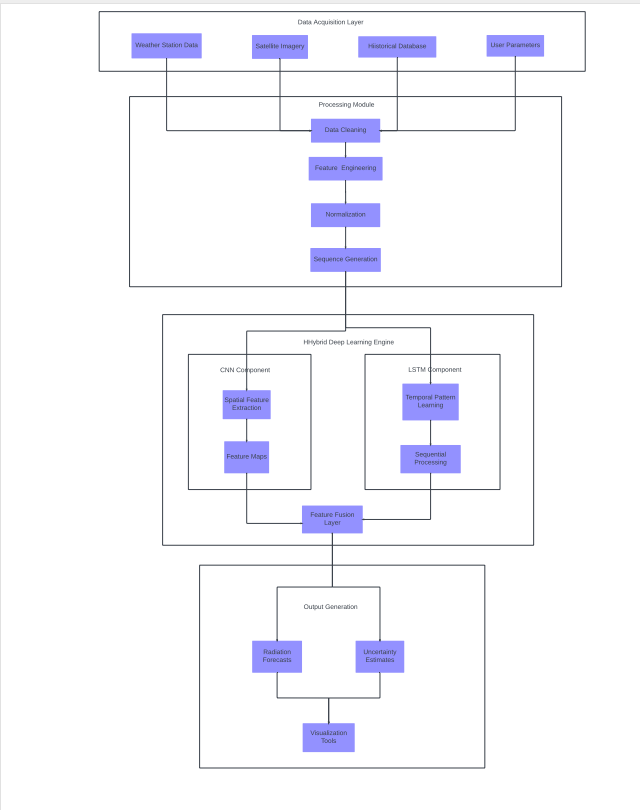 Data Acquisition Layer
Weather Station Data
Satellite Imagery
Hiistorical Database
User Parameters
Processing Module
Data Cleaning
Feature Engineering
Normalization
Sequence Generation
HHybrid Deep Learning Engine
CNN Component
LSTM Component
Spatial Feature
Extraction
Temporal Pattern
Learning
Feature Maps
Sequential
Processing
Feature Fusion
Layer
Output Generation
Radiation
Forecasts
Uncertainty
Estimates
Visualization
Tools